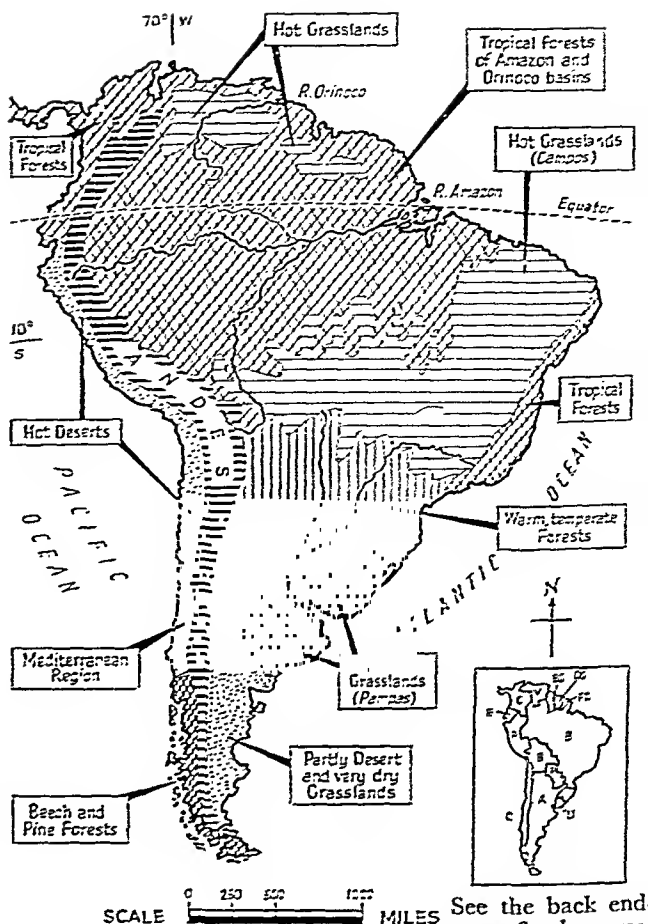 70° W
Hot Grasslands
Tropical Forests
of Amazon and
Orinoco basins
R. Orinoco
Tropical
Forests
Hot Grasslands
(Campos)
R. Amazon
Equator
10°
S
ANDES
Tropical
Forests
Hot Deserts
PACIFIC
OCEAN
OCEAN
ATLANTIC
Warm temperate
Forests
N
Mediterranean
Region
Grasslands
(Pampas)
Partly Desert
and very dry
Grasslands
Beech and
Pine Forests
SCALE
0 250 500 1000
MILES
See the back end-